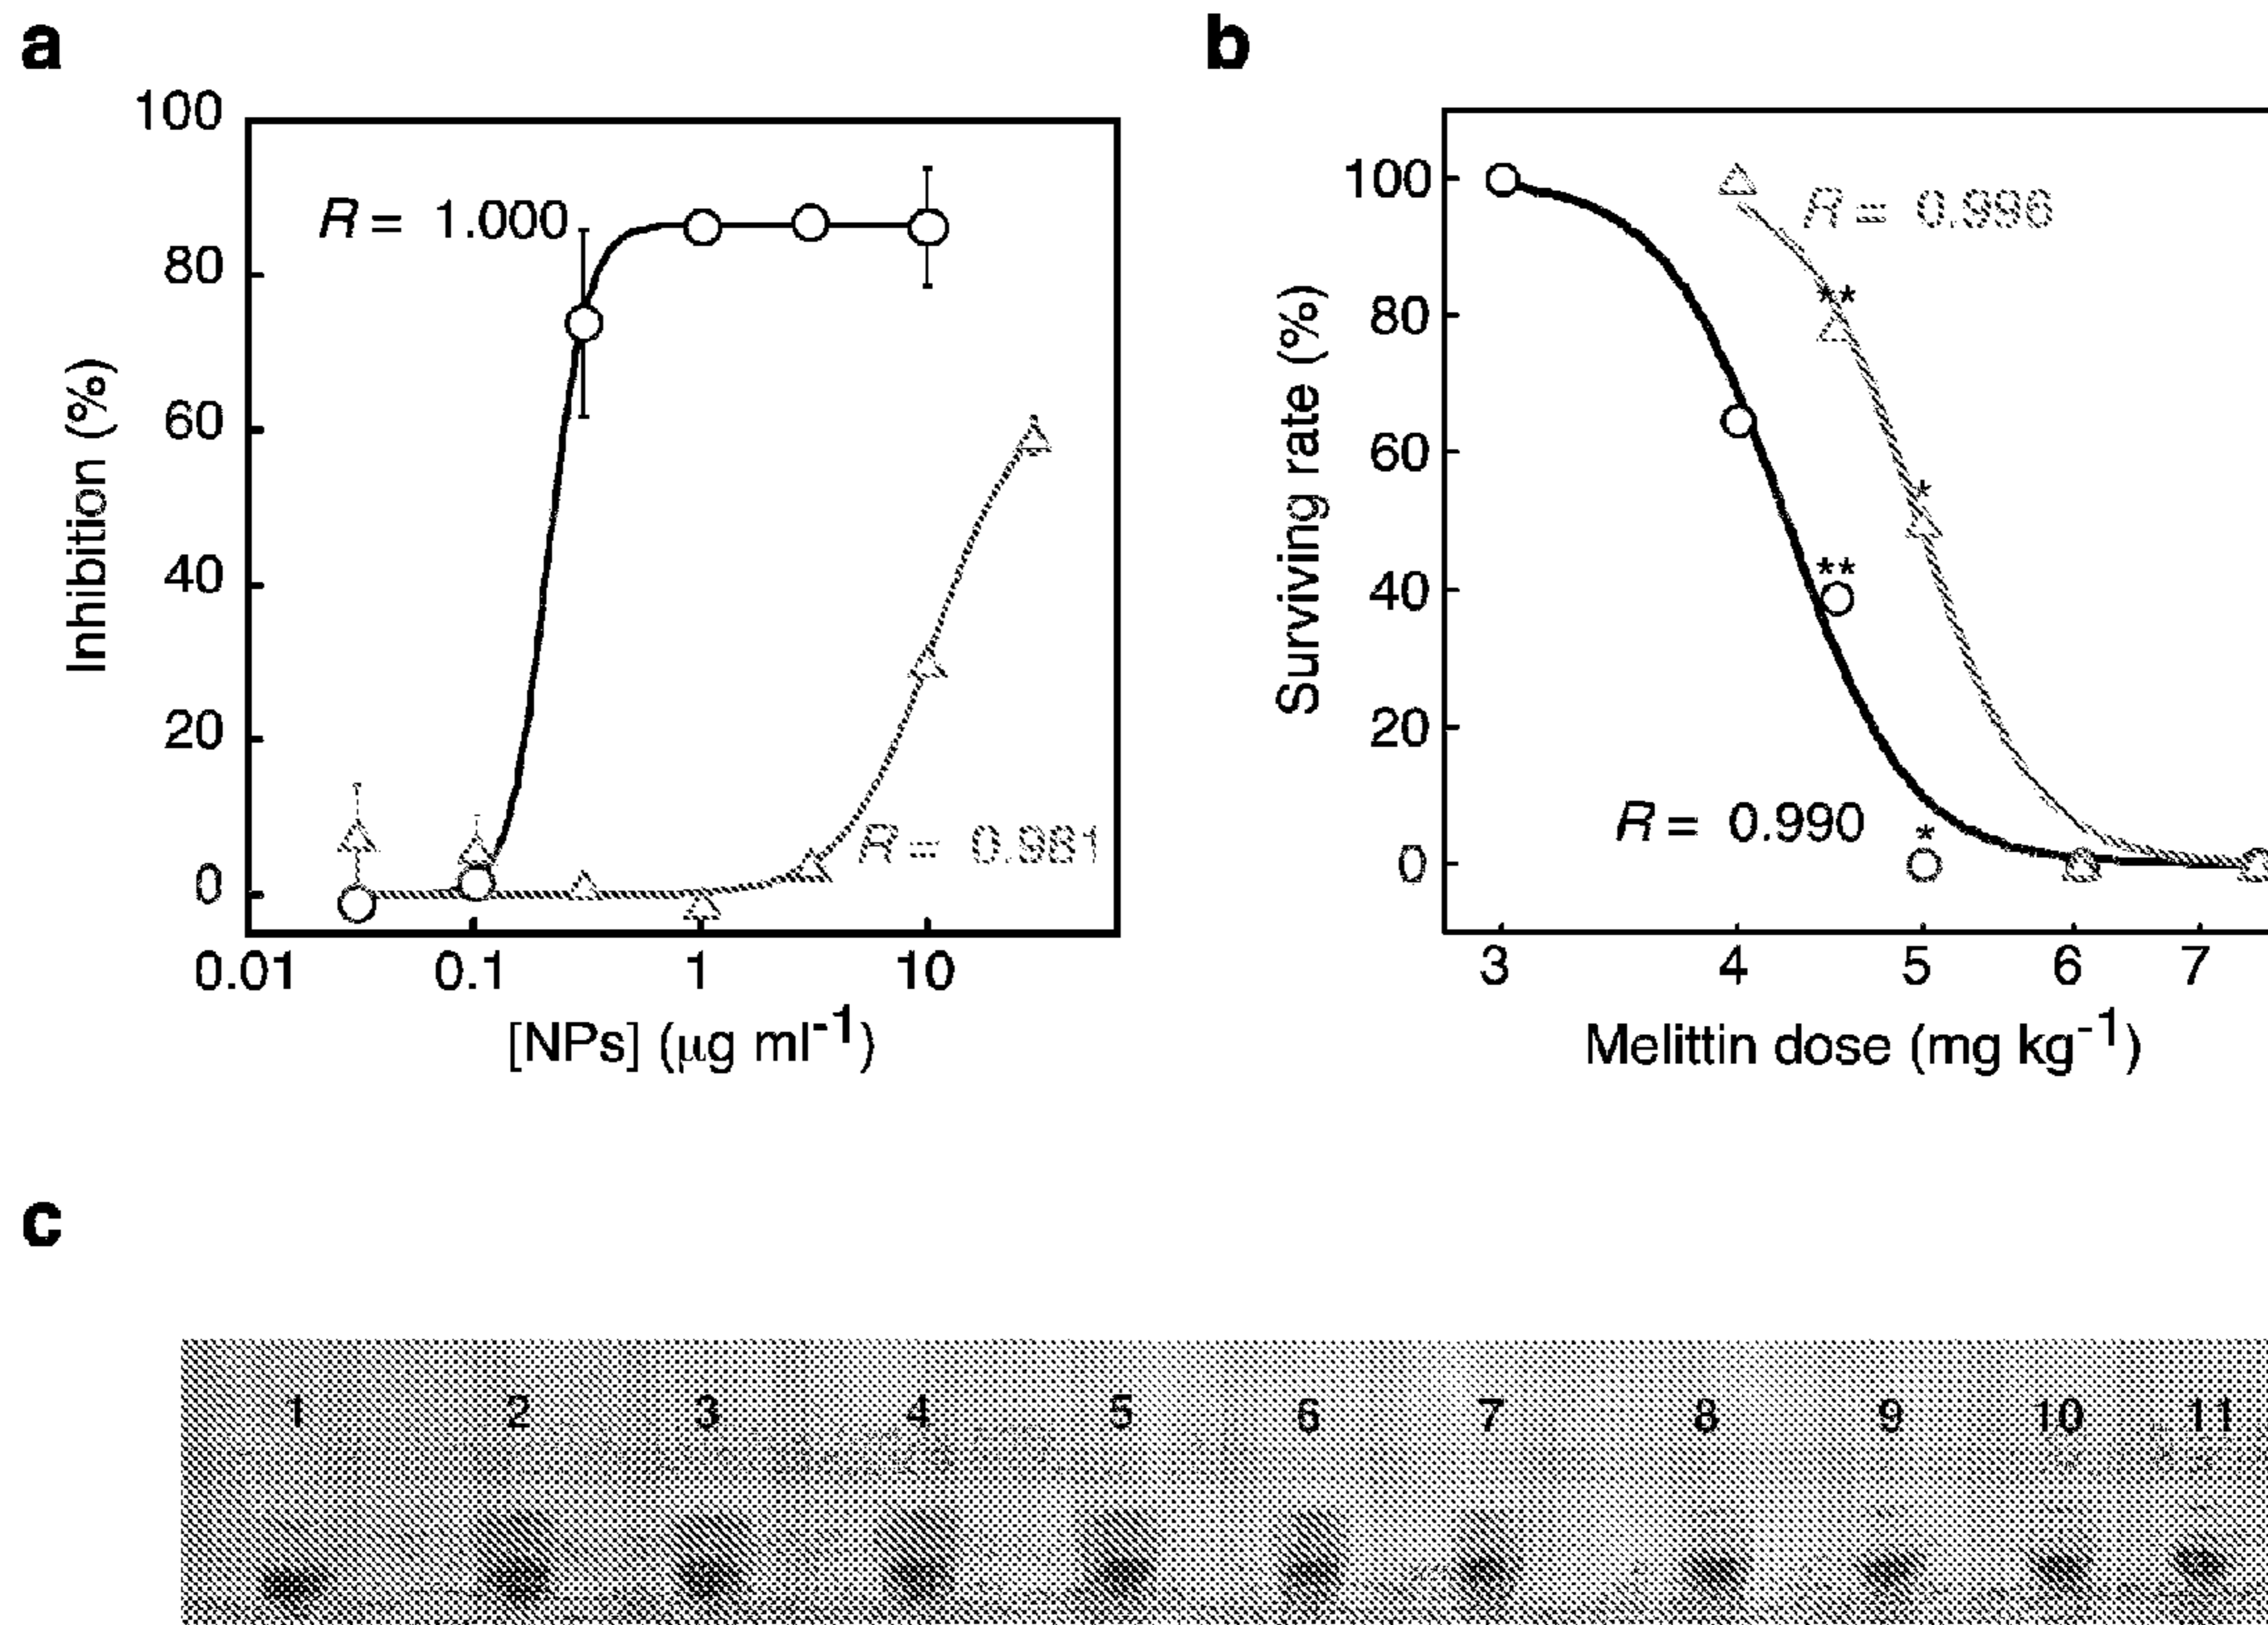 a
100
80
60
40
20
0
Inhibition (%)
R = 1.000
R = 0.981
0.01 0.1 1 10
[NPs] (μg ml⁻¹)
b
100
80
60
40
20
0
Surviving rate (%)
R = 0.996
**
*
**
R = 0.990
*
3 4 5 6 7
Melittin dose (mg kg⁻¹)
c
1 2 3 4 5 6 7 8 9 10 11